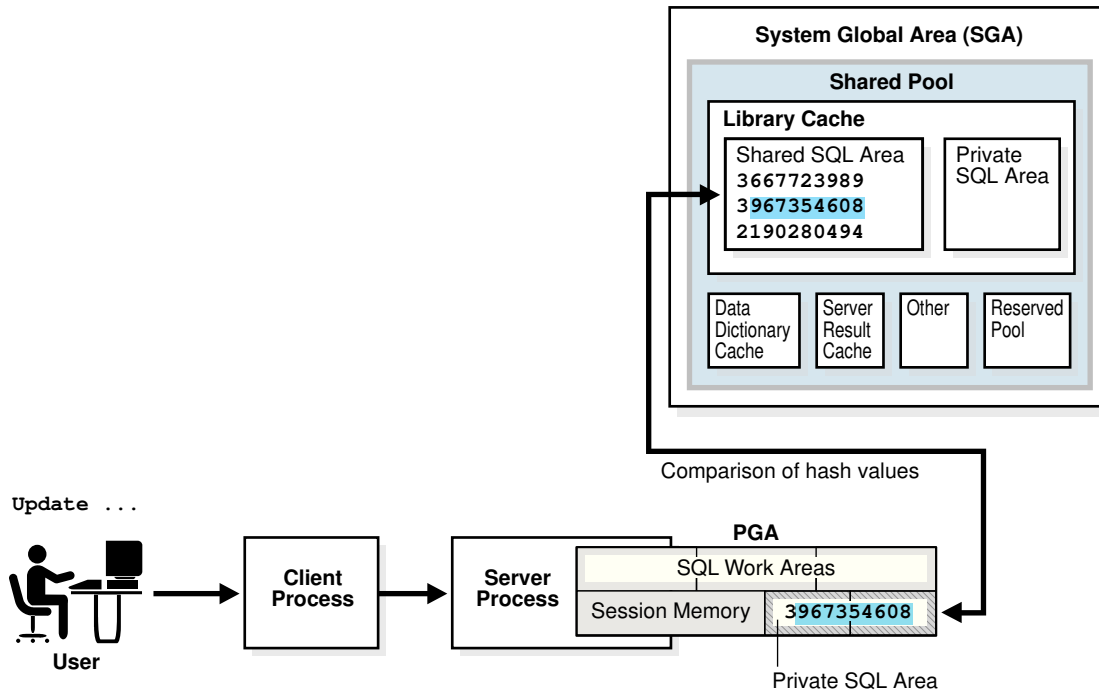 System Global Area (SGA)
Shared Pool
Library Cache
Shared SQL Area
3667723989
3967354608
2190280494
Private
SQL Area
Data
Dictionary
Cache
Server
Result
Cache
Other
Reserved
Pool
Comparison of hash values
Update ...
User
Client
Process
Server
Process
PGA
SQL Work Areas
Session Memory
3967354608
Private SQL Area